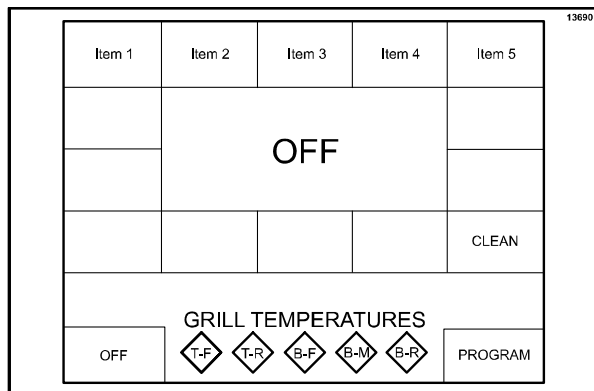 13690
Item 1 Item 2 Item 3 Item 4 Item 5
OFF
CLEAN
GRILL TEMPERATURES
OFF T-F T-R B-F B-M B-R PROGRAM